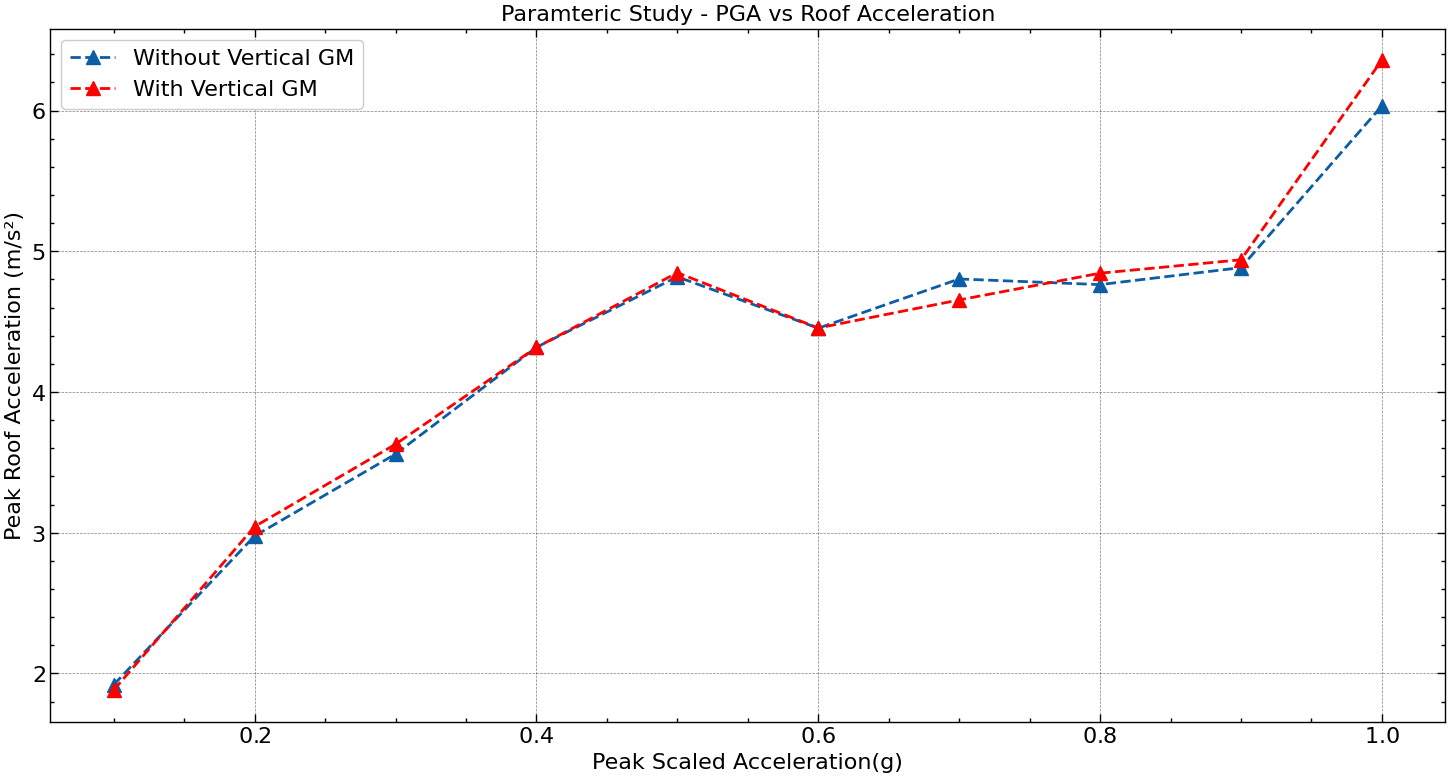 Paramteric Study - PGA vs Roof Acceleration
Without Vertical GM
With Vertical GM
Peak Roof Acceleration (m/s²)
6
5
4
3
2
0.2
0.4
0.6
0.8
1.0
Peak Scaled Acceleration(g)